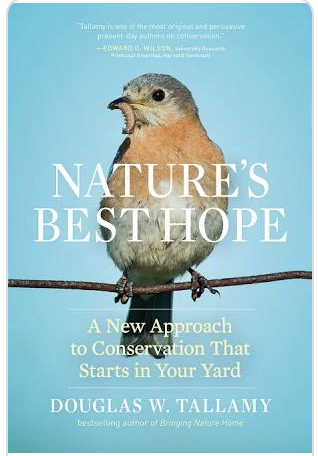 "Tallamy is one of the most original and persuasive
present-day authors on conservation."
—EDWARD O. WILSON, University Research
Professor Emeritus, Harvard University
NATURE'S
BEST HOPE
A New Approach
to Conservation That
Starts in Your Yard
DOUGLAS W. TALLAMY
bestselling author of Bringing Nature Home